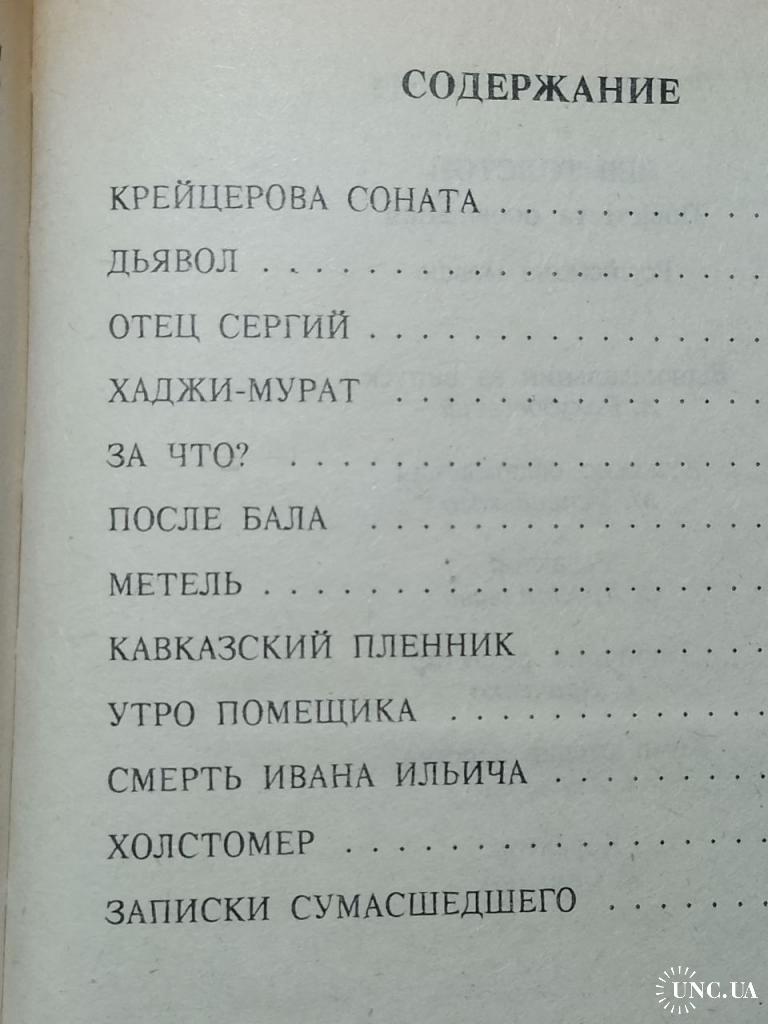 СОДЕРЖАНИЕ
КРЕЙЦЕРОВА СОНАТА . . . . . . . . . .
ДЬЯВОЛ . . . . . . . . . . . . . . . . . . .
ОТЕЦ СЕРГИЙ . . . . . . . . . . . . . . .
ХАДЖИ-МУРАТ . . . . . . . . . . . . . .
ЗА ЧТО? . . . . . . . . . . . . . . . . . .
ПОСЛЕ БАЛА . . . . . . . . . . . . . . .
МЕТЕЛЬ . . . . . . . . . . . . . . . . . . .
КАВКАЗСКИЙ ПЛЕННИК . . . . . . . . .
УТРО ПОМЕЩИКА . . . . . . . . . . . .
СМЕРТЬ ИВАНА ИЛЬИЧА . . . . . . . . .
ХОЛСТОМЕР . . . . . . . . . . . . . . . .
ЗАПИСКИ СУМАСШЕДШЕГО . . . . . . .
UNC.UA